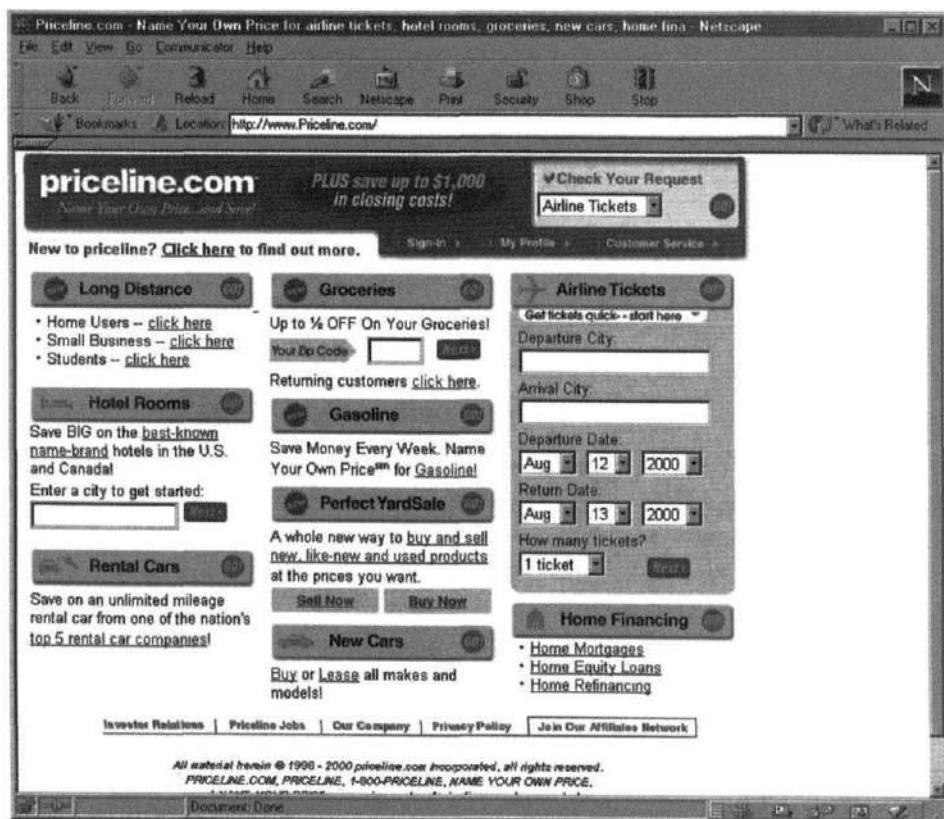 Priceline.com - Name Your Own Price for airline tickets, hotel rooms, groceries, new cars, home fina - Netscape
File Edit View Go Communicator Help
Back Forward Reload Home Search Netscape Print Security Shop Stop
Bookmarks Location: http://www.Priceline.com/ What's Related
priceline.com
Name Your Own Price...and Save!
PLUS save up to $1,000
in closing costs!
Check Your Request
Airline Tickets
GO!
Sign-In My Profile Customer Service
New to priceline? Click here to find out more.
Long Distance GO!
• Home Users -- click here
• Small Business -- click here
• Students -- click here
Hotel Rooms GO!
Save BIG on the best-known
name-brand hotels in the U.S.
and Canada!
Enter a city to get started:
Next
Rental Cars GO!
Save on an unlimited mileage
rental car from one of the nation's
top 5 rental car companies!
Groceries GO!
Up to ½ OFF On Your Groceries!
Your Zip Code Next
Returning customers click here.
Gasoline GO!
Save Money Every Week. Name
Your Own Price℠ for Gasoline!
Perfect YardSale GO!
A whole new way to buy and sell
new, like-new and used products
at the prices you want.
Sell Now Buy Now
New Cars GO!
Buy or Lease all makes and
models!
Airline Tickets GO!
Get tickets quick-- start here
Departure City:
Arrival City:
Departure Date:
Aug 12 2000
Return Date:
Aug 13 2000
How many tickets?
1 ticket Next
Home Financing GO!
• Home Mortgages
• Home Equity Loans
• Home Refinancing
Investor Relations | Priceline Jobs | Our Company | Privacy Policy | Join Our Affiliates Network
All material herein © 1998 - 2000 priceline.com Incorporated, all rights reserved.
PRICELINE.COM, PRICELINE, 1-800-PRICELINE, NAME YOUR OWN PRICE,
Document: Done